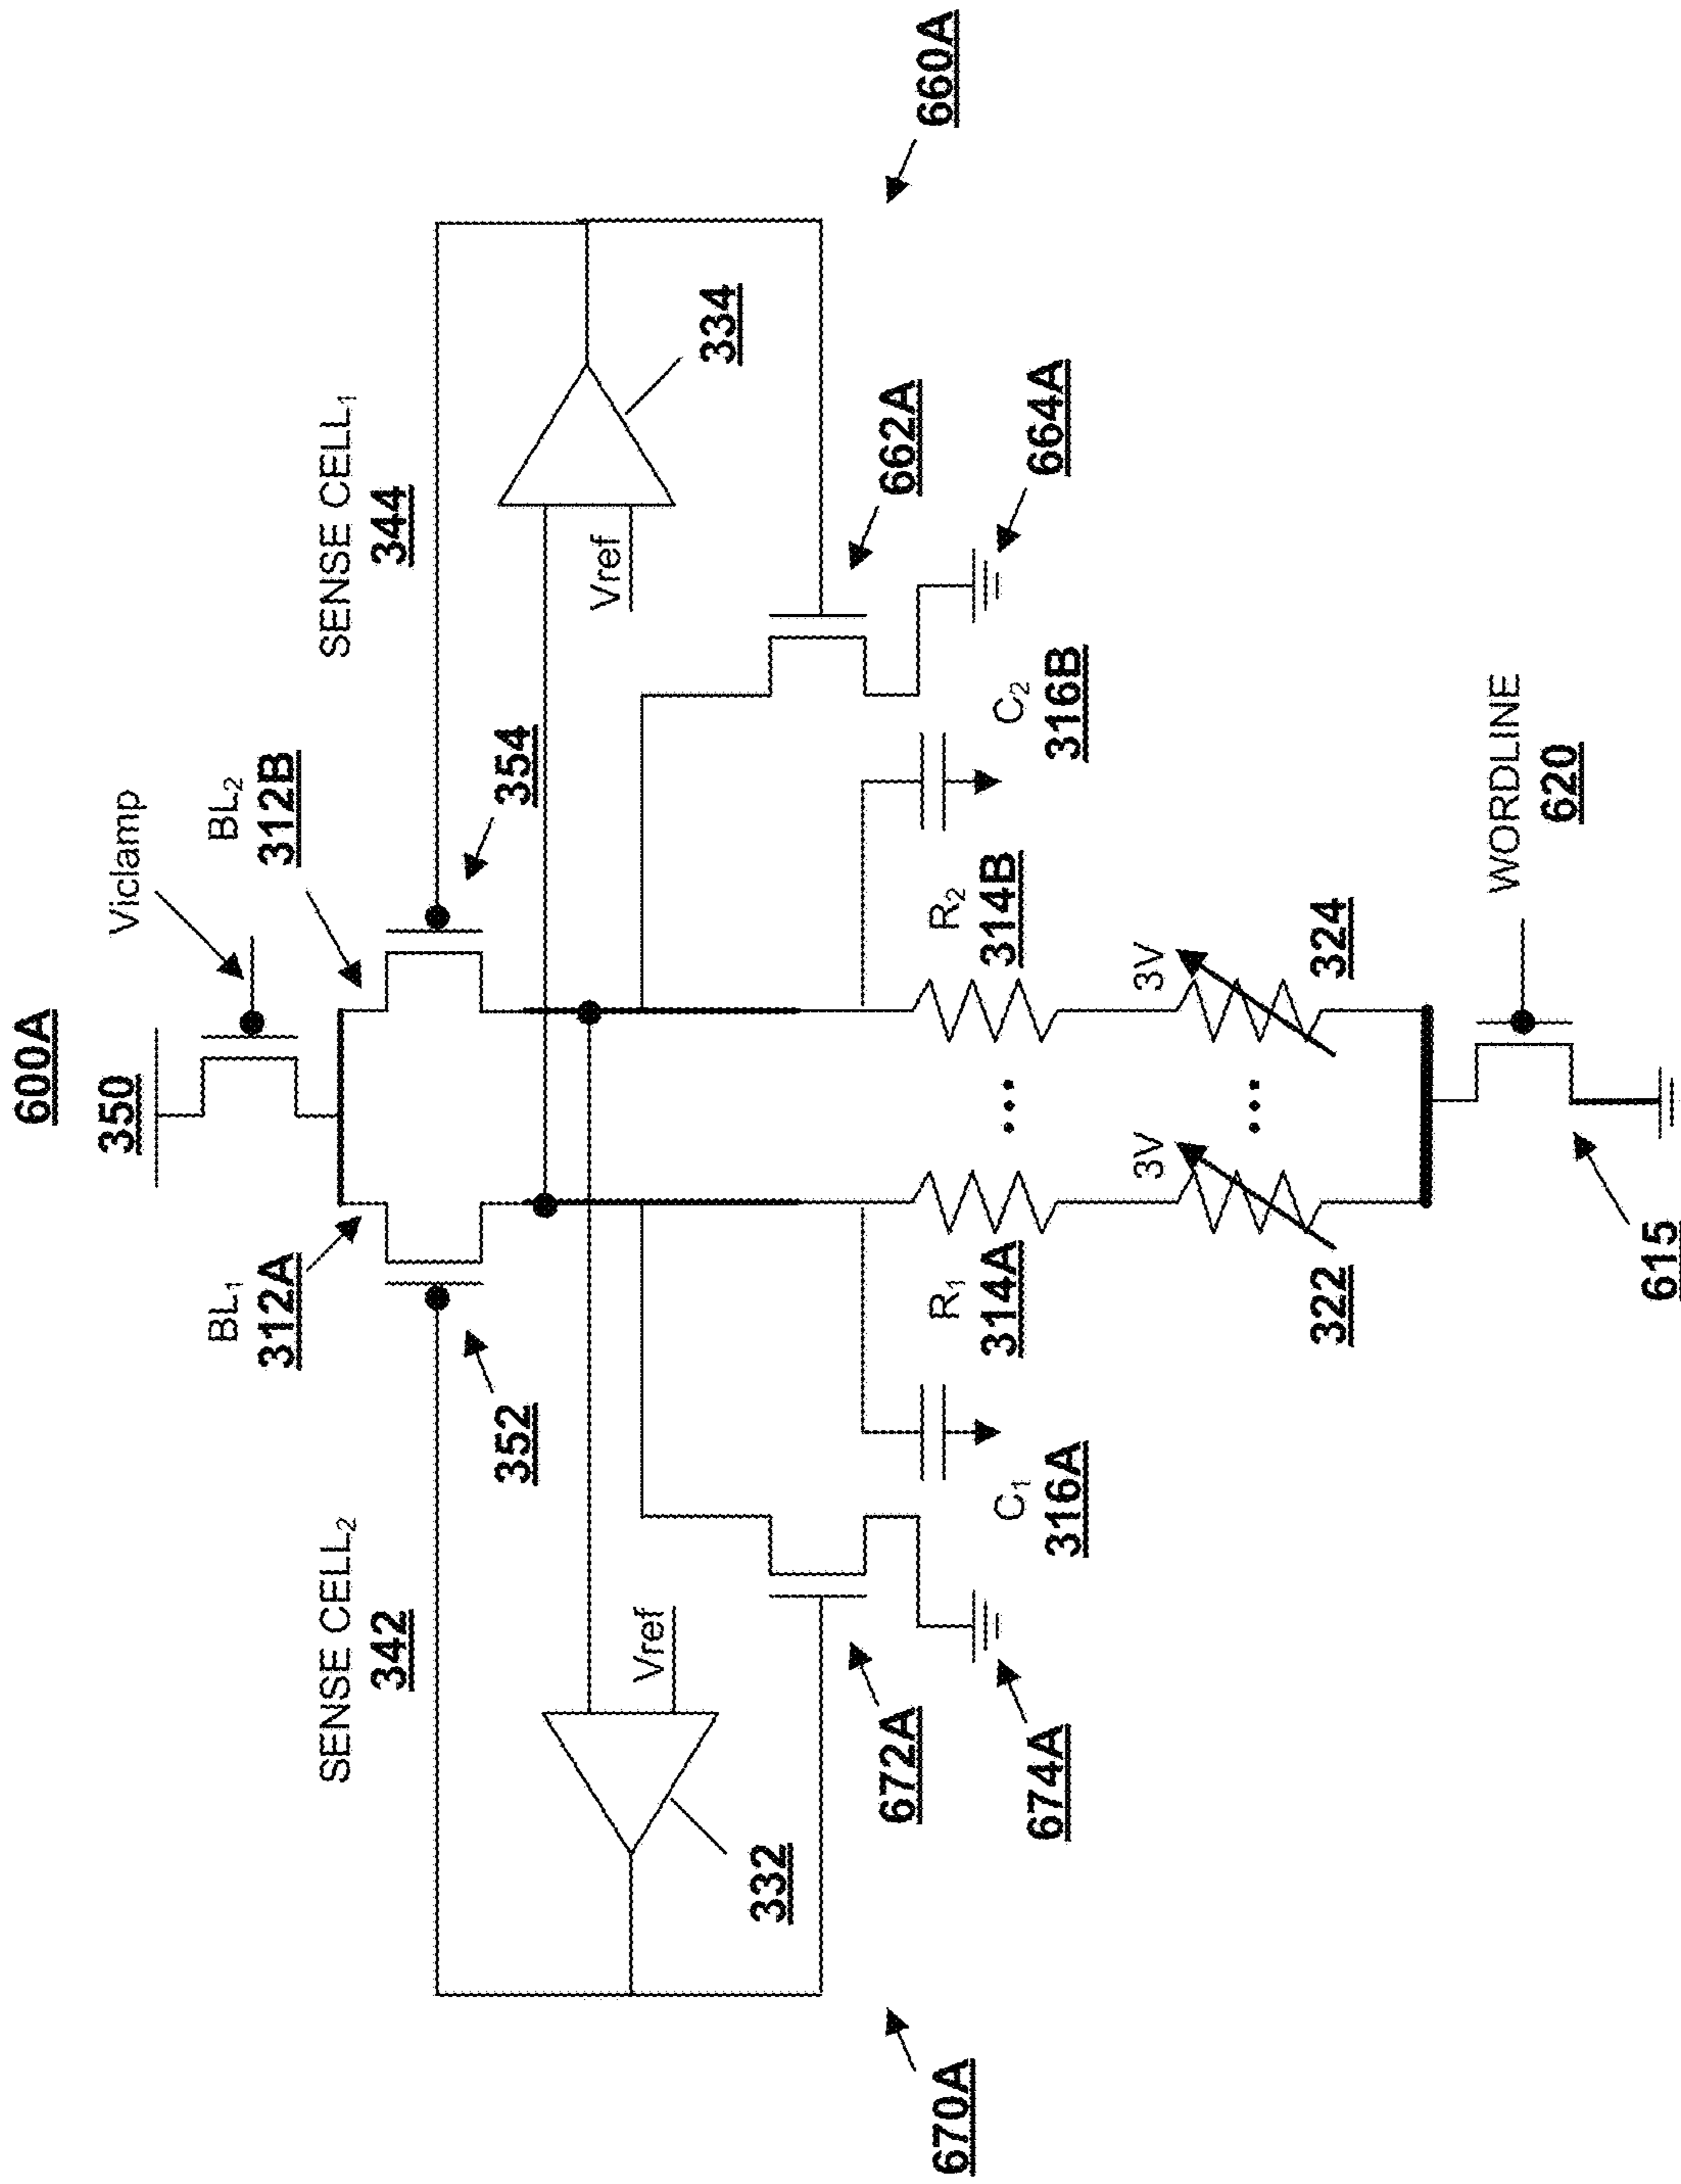 600A
350
Viclamp
BL₁
312A
BL₂
312B
SENSE CELL₂
342
SENSE CELL₁
344
352
354
Vref
Vref
332
334
672A
662A
674A
664A
C₁
316A
R₁
314A
R₂
314B
C₂
316B
670A
660A
...
3V
3V
...
322
324
WORDLINE
620
615